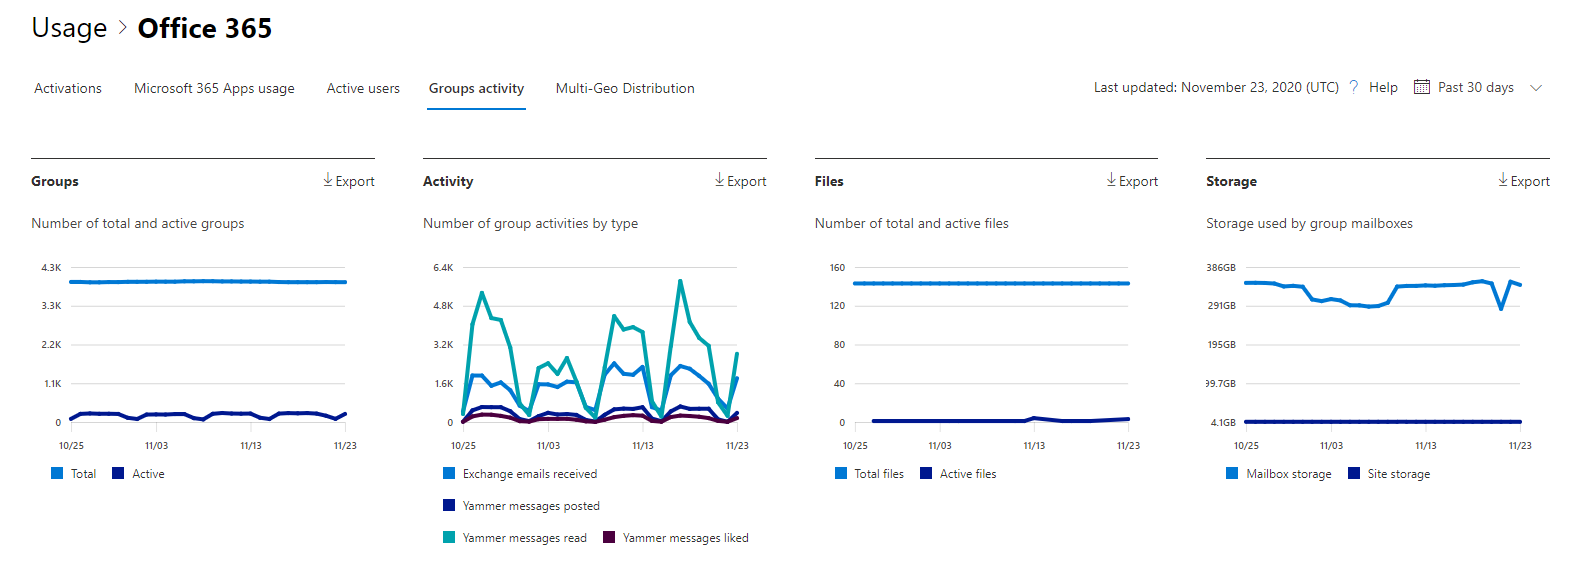 Usage > Office 365
Activations Microsoft 365 Apps usage Active users Groups activity Multi-Geo Distribution Last updated: November 23, 2020 (UTC) ? Help Past 30 days
Groups Export
Number of total and active groups
4.3K
3.3K
2.2K
1.1K
0
10/25 11/03 11/13 11/23
Total Active
Activity Export
Number of group activities by type
6.4K
4.8K
3.2K
1.6K
0
10/25 11/03 11/13 11/23
Exchange emails received
Yammer messages posted
Yammer messages read Yammer messages liked
Files Export
Number of total and active files
160
120
80
40
0
10/25 11/03 11/13 11/23
Total files Active files
Storage Export
Storage used by group mailboxes
386GB
291GB
195GB
99.7GB
4.1GB
10/25 11/03 11/13 11/23
Mailbox storage Site storage